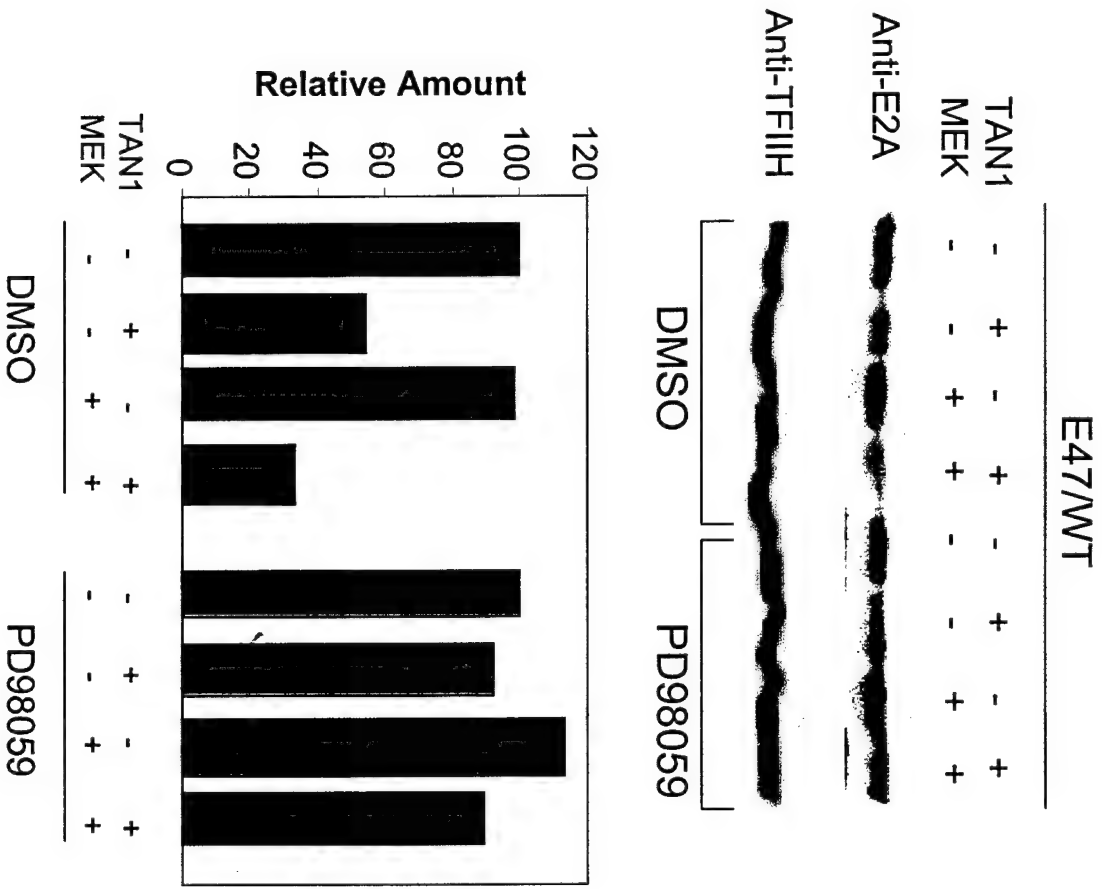 E47/WT
TAN1 - + - + - + - +
MEK - - + + - - + +
Anti-E2A
Anti-TFIIH
DMSO PD98059
Relative Amount
120
100
80
60
40
20
0
TAN1 - + - + - + - +
MEK - - + + - - + +
DMSO PD98059